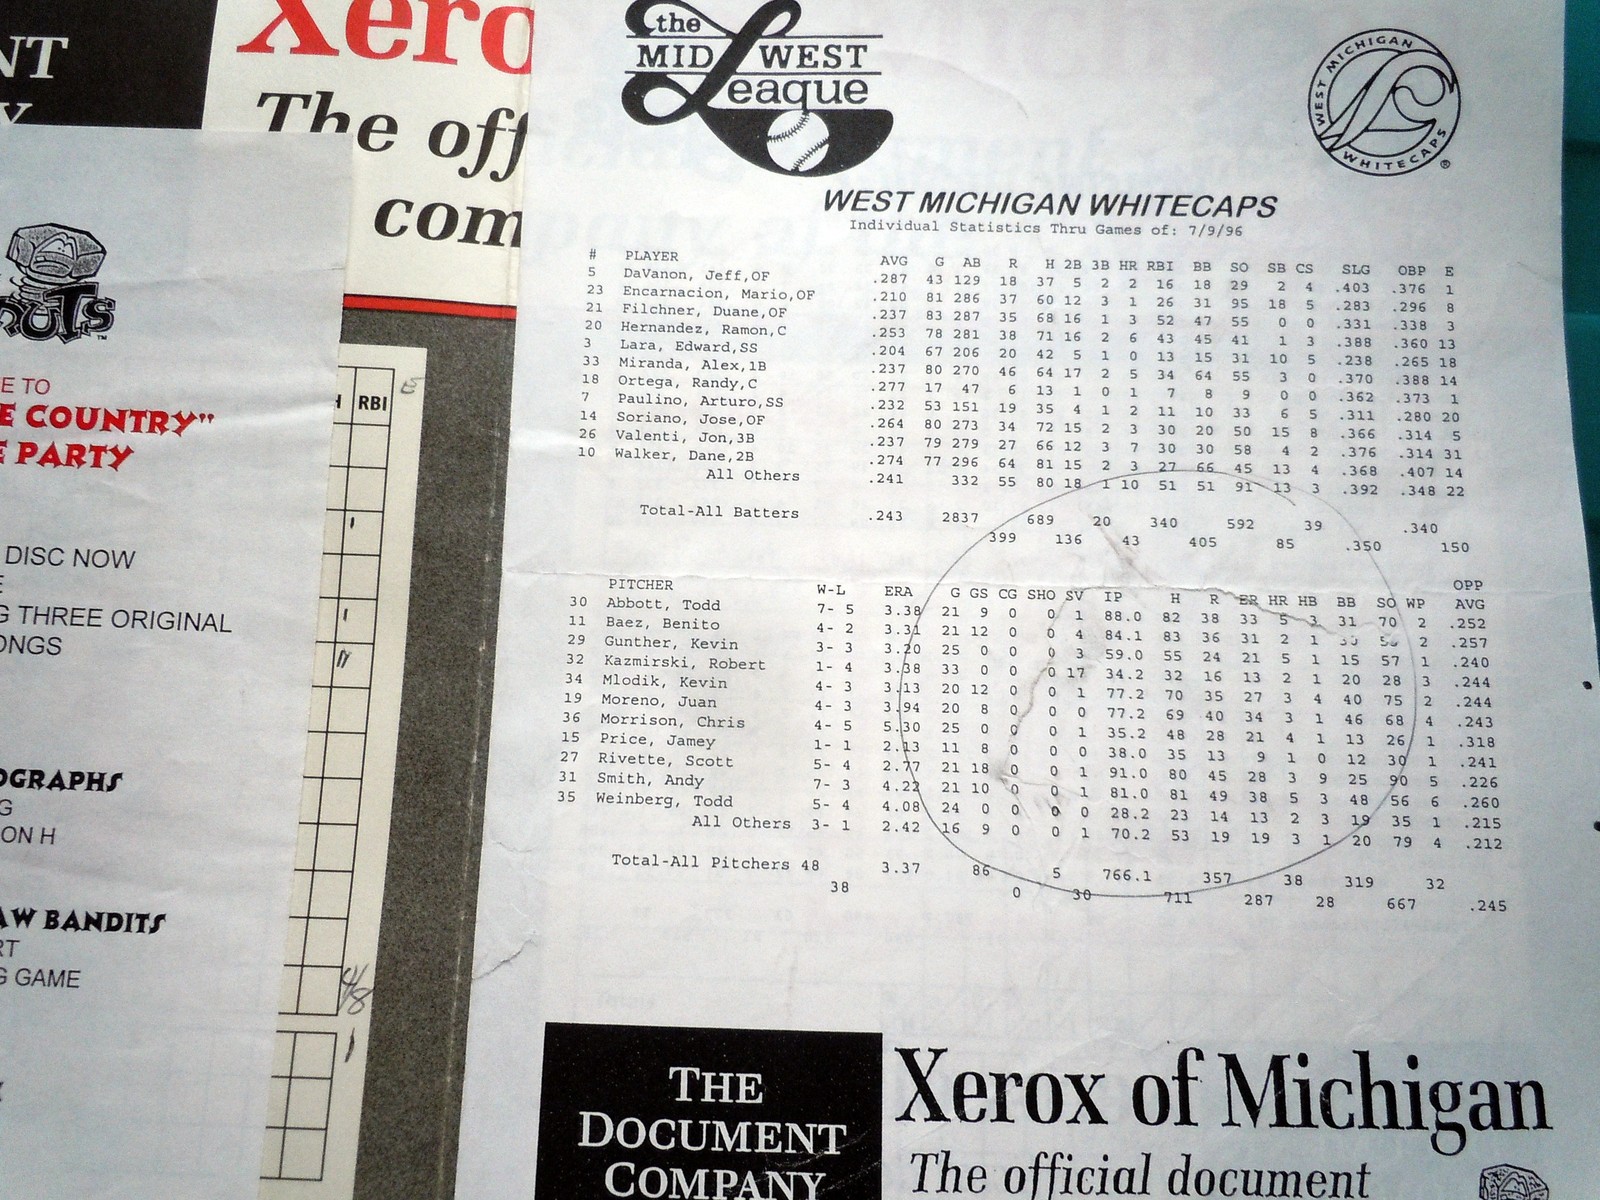 NT
Y
Xero
The off
com
nuTs
™
E TO
E COUNTRY"
E PARTY
DISC NOW
E
G THREE ORIGINAL
ONGS
OGRAPHS
G
ON H
AW BANDITS
RT
G GAME
H RBI
E
4/8
the
MIDWEST
League
WEST MICHIGAN
WHITECAPS
®
WEST MICHIGAN WHITECAPS
Individual Statistics Thru Games of: 7/9/96
# PLAYER AVG G AB R H 2B 3B HR RBI BB SO SB CS SLG OBP E
5 DaVanon, Jeff,OF .287 43 129 18 37 5 2 2 16 18 29 2 4 .403 .376 1
23 Encarnacion, Mario,OF .210 81 286 37 60 12 3 1 26 31 95 18 5 .283 .296 8
21 Filchner, Duane,OF .237 83 287 35 68 16 1 3 52 47 55 0 0 .331 .338 3
20 Hernandez, Ramon,C .253 78 281 38 71 16 2 6 43 45 41 1 3 .388 .360 13
3 Lara, Edward,SS .204 67 206 20 42 5 1 0 13 15 31 10 5 .238 .265 18
33 Miranda, Alex,1B .237 80 270 46 64 17 2 5 34 64 55 3 0 .370 .388 14
18 Ortega, Randy,C .277 17 47 6 13 1 0 1 7 8 9 0 0 .362 .373 1
7 Paulino, Arturo,SS .232 53 151 19 35 4 1 2 11 10 33 6 5 .311 .280 20
14 Soriano, Jose,OF .264 80 273 34 72 15 2 3 30 20 50 15 8 .366 .314 5
26 Valenti, Jon,3B .237 79 279 27 66 12 3 7 30 30 58 4 2 .376 .314 31
10 Walker, Dane,2B .274 77 296 64 81 15 2 3 27 66 45 13 4 .368 .407 14
All Others .241 332 55 80 18 1 10 51 51 91 13 3 .392 .348 22
Total-All Batters .243 2837 689 20 340 592 39 .340
399 136 43 405 85 .350 150
OPP
PITCHER W-L ERA G GS CG SHO SV IP H R ER HR HB BB SO WP AVG
30 Abbott, Todd 7- 5 3.38 21 9 0 0 1 88.0 82 38 33 5 3 31 70 2 .252
11 Baez, Benito 4- 2 3.31 21 12 0 0 4 84.1 83 36 31 2 1 2 .257
29 Gunther, Kevin 3- 3 3.20 25 0 0 0 3 59.0 55 24 21 5 1 15 57 1 .240
32 Kazmirski, Robert 1- 4 3.38 33 0 0 0 17 34.2 32 16 13 2 1 20 28 3 .244
34 Mlodik, Kevin 4- 3 3.13 20 12 0 0 1 77.2 70 35 27 3 4 40 75 2 .244
19 Moreno, Juan 4- 3 3.94 20 8 0 0 0 77.2 69 40 34 3 1 46 68 4 .243
36 Morrison, Chris 4- 5 5.30 25 0 0 0 1 35.2 48 28 21 4 1 13 26 1 .318
15 Price, Jamey 1- 1 2.13 11 8 0 0 0 38.0 35 13 9 1 0 12 30 1 .241
27 Rivette, Scott 5- 4 2.77 21 18 0 0 1 91.0 80 45 28 3 9 25 90 5 .226
31 Smith, Andy 7- 3 4.22 21 10 0 0 1 81.0 81 49 38 5 3 48 56 6 .260
35 Weinberg, Todd 5- 4 4.08 24 0 0 0 0 28.2 23 14 13 2 3 19 35 1 .215
All Others 3- 1 2.42 16 9 0 0 1 70.2 53 19 19 3 1 20 79 4 .212
Total-All Pitchers 48 3.37 86 5 766.1 357 38 319 32
38 0 30 711 287 28 667 .245
THE
DOCUMENT
COMPANY
Xerox of Michigan
The official document